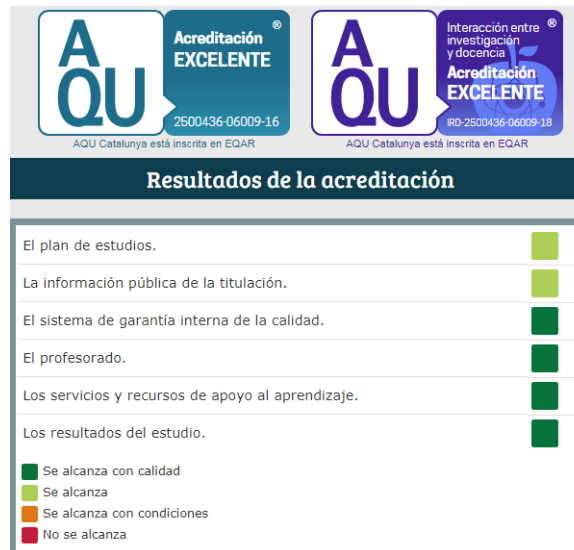 AQU
Acreditación ®
EXCELENTE
2500436-06009-16
AQU Catalunya está inscrita en EQAR
AQU
Interacción entre ®
investigación
y docencia
Acreditación
EXCELENTE
IRD-2500436-06009-18
AQU Catalunya está inscrita en EQAR
Resultados de la acreditación
El plan de estudios.
La información pública de la titulación.
El sistema de garantía interna de la calidad.
El profesorado.
Los servicios y recursos de apoyo al aprendizaje.
Los resultados del estudio.
Se alcanza con calidad
Se alcanza
Se alcanza con condiciones
No se alcanza